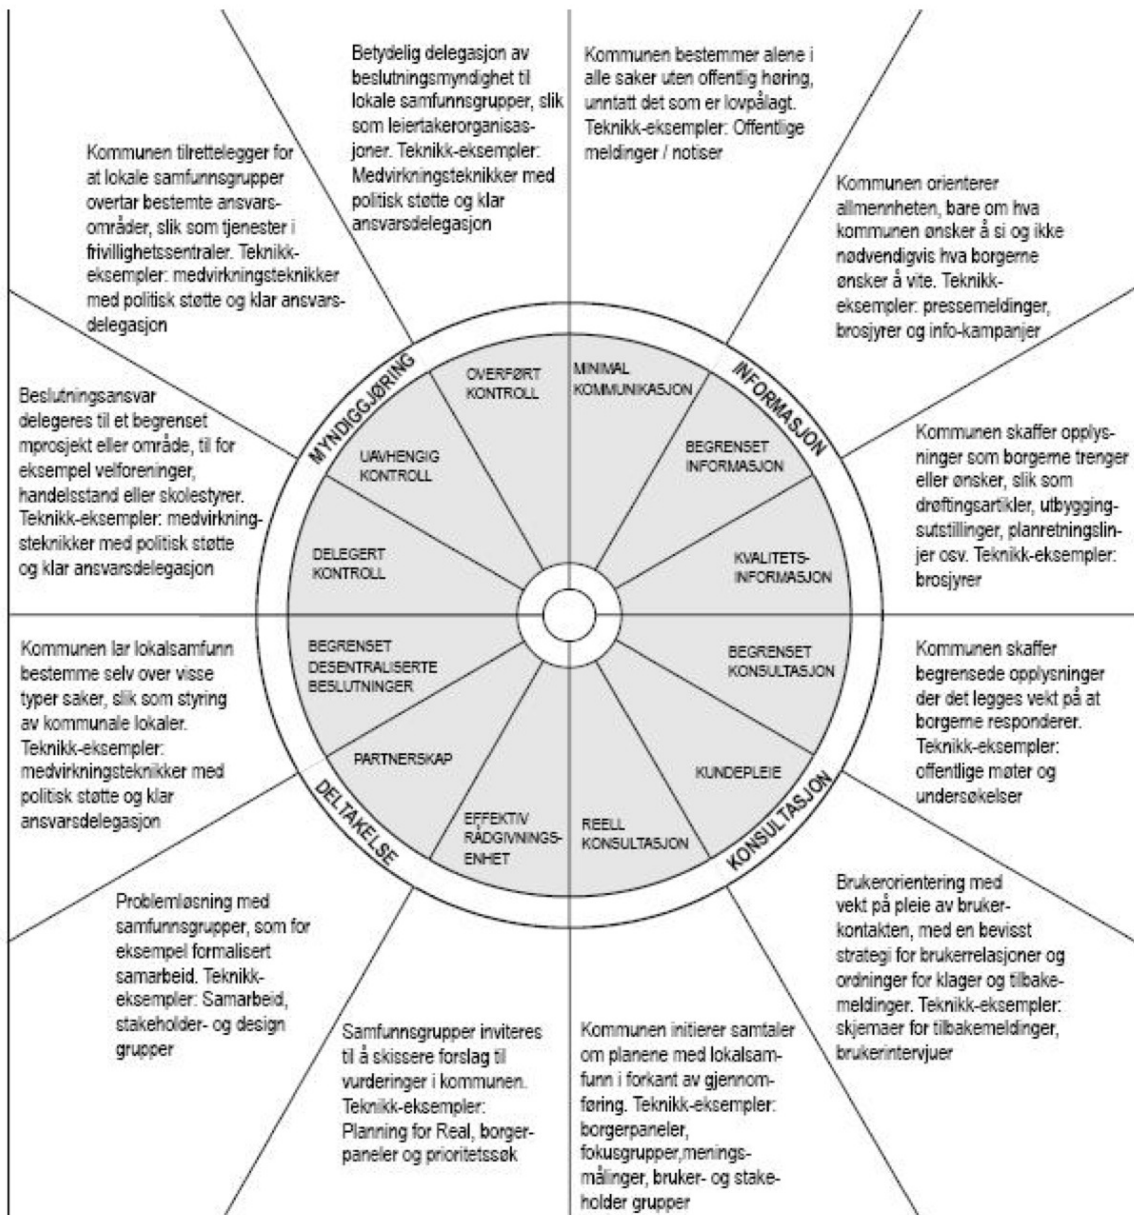 Betydelig delegasjon av
beslutningsmyndighet til
lokale samfunnsgrupper, slik
som leiertakerorganisas-
joner. Teknikk-eksempler:
Medvirkningsteknikker med
politisk støtte og klar
ansvarsdelegasjon
Kommunen bestemmer alene i
alle saker uten offentlig høring,
unntatt det som er lovpålagt.
Teknikk-eksempler: Offentlige
meldinger / notiser
Kommunen tilrettelegger for
at lokale samfunnsgrupper
overtar bestemte ansvars-
områder, slik som tjenester i
frivillighetssentraler. Teknikk-
eksempler: medvirkningsteknikker
med politisk støtte og klar ansvars-
delegasjon
Kommunen orienterer
allmennheten, bare om hva
kommunen ønsker å si og ikke
nødvendigvis hva borgerne
ønsker å vite. Teknikk-
eksempler: pressemeldinger,
brosjyrer og info-kampanjer
Beslutningsansvar
delegeres til et begrenset
mprosjekt eller område, til for
eksempel velforeninger,
handelsstand eller skolestyrer.
Teknikk-eksempler: medvirkning-
steknikker med politisk støtte
og klar ansvarsdelegasjon
Kommunen skaffer opplys-
ninger som borgerne trenger
eller ønsker, slik som
drøftingsartikler, utbygging-
sutstillinger, planretningslin-
jer osv. Teknikk-eksempler:
brosjyrer
MYNDIGGJØRING
INFORMASJON
OVERFØRT
KONTROLL
MINIMAL
KOMMUNIKASJON
UAVHENGIG
KONTROLL
BEGRENSET
INFORMASJON
DELEGERT
KONTROLL
KVALITETS-
INFORMASJON
BEGRENSET
DESENTRALISERTE
BESLUTNINGER
BEGRENSET
KONSULTASJON
PARTNERSKAP
KUNDEPLEIE
EFFEKTIV
RÅDGIVNINGS-
ENHET
REELL
KONSULTASJON
DELTAKELSE
KONSULTASJON
Kommunen lar lokalsamfunn
bestemme selv over visse
typer saker, slik som styring
av kommunale lokaler.
Teknikk-eksempler:
medvirkningsteknikker med
politisk støtte og klar
ansvarsdelegasjon
Kommunen skaffer
begrensede opplysninger
der det legges vekt på at
borgerne responderer.
Teknikk-eksempler:
offentlige møter og
undersøkelser
Problemløsning med
samfunnsgrupper, som for
eksempel formalisert
samarbeid. Teknikk-
eksempler: Samarbeid,
stakeholder- og design
grupper
Brukerorientering med
vekt på pleie av bruker-
kontakten, med en bevisst
strategi for brukerrelasjoner og
ordninger for klager og tilbake-
meldinger. Teknikk-eksempler:
skjemaer for tilbakemeldinger,
brukerintervjuer
Samfunnsgrupper inviteres
til å skissere forslag til
vurderinger i kommunen.
Teknikk-eksempler:
Planning for Real, borger-
paneler og prioritetssøk
Kommunen initierer samtaler
om planene med lokalsam-
funn i forkant av gjennom-
føring. Teknikk-eksempler:
borgerpaneler,
fokusgrupper,menings-
målinger, bruker- og stake-
holder grupper